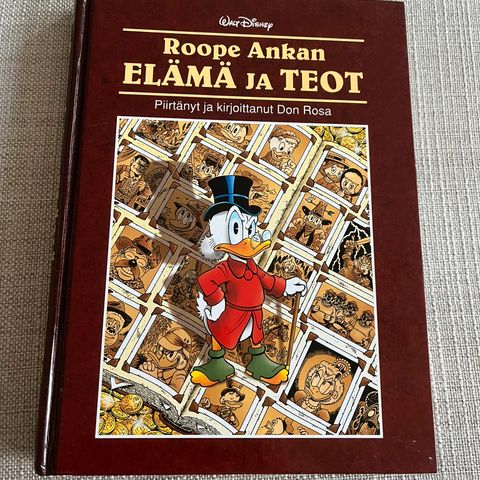 Walt Disney
Roope Ankan
ELÄMÄ JA TEOT
Piirtänyt ja kirjoittanut Don Rosa